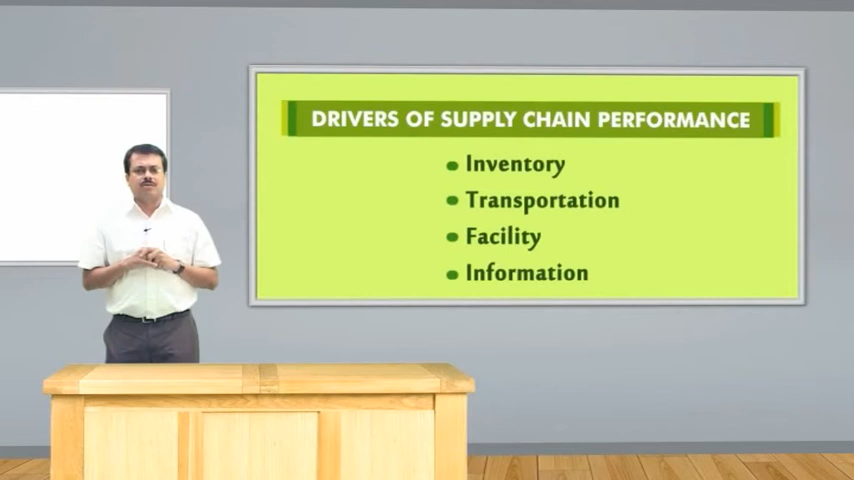 DRIVERS OF SUPPLY CHAIN PERFORMANCE
Inventory
Transportation
Facility
Information